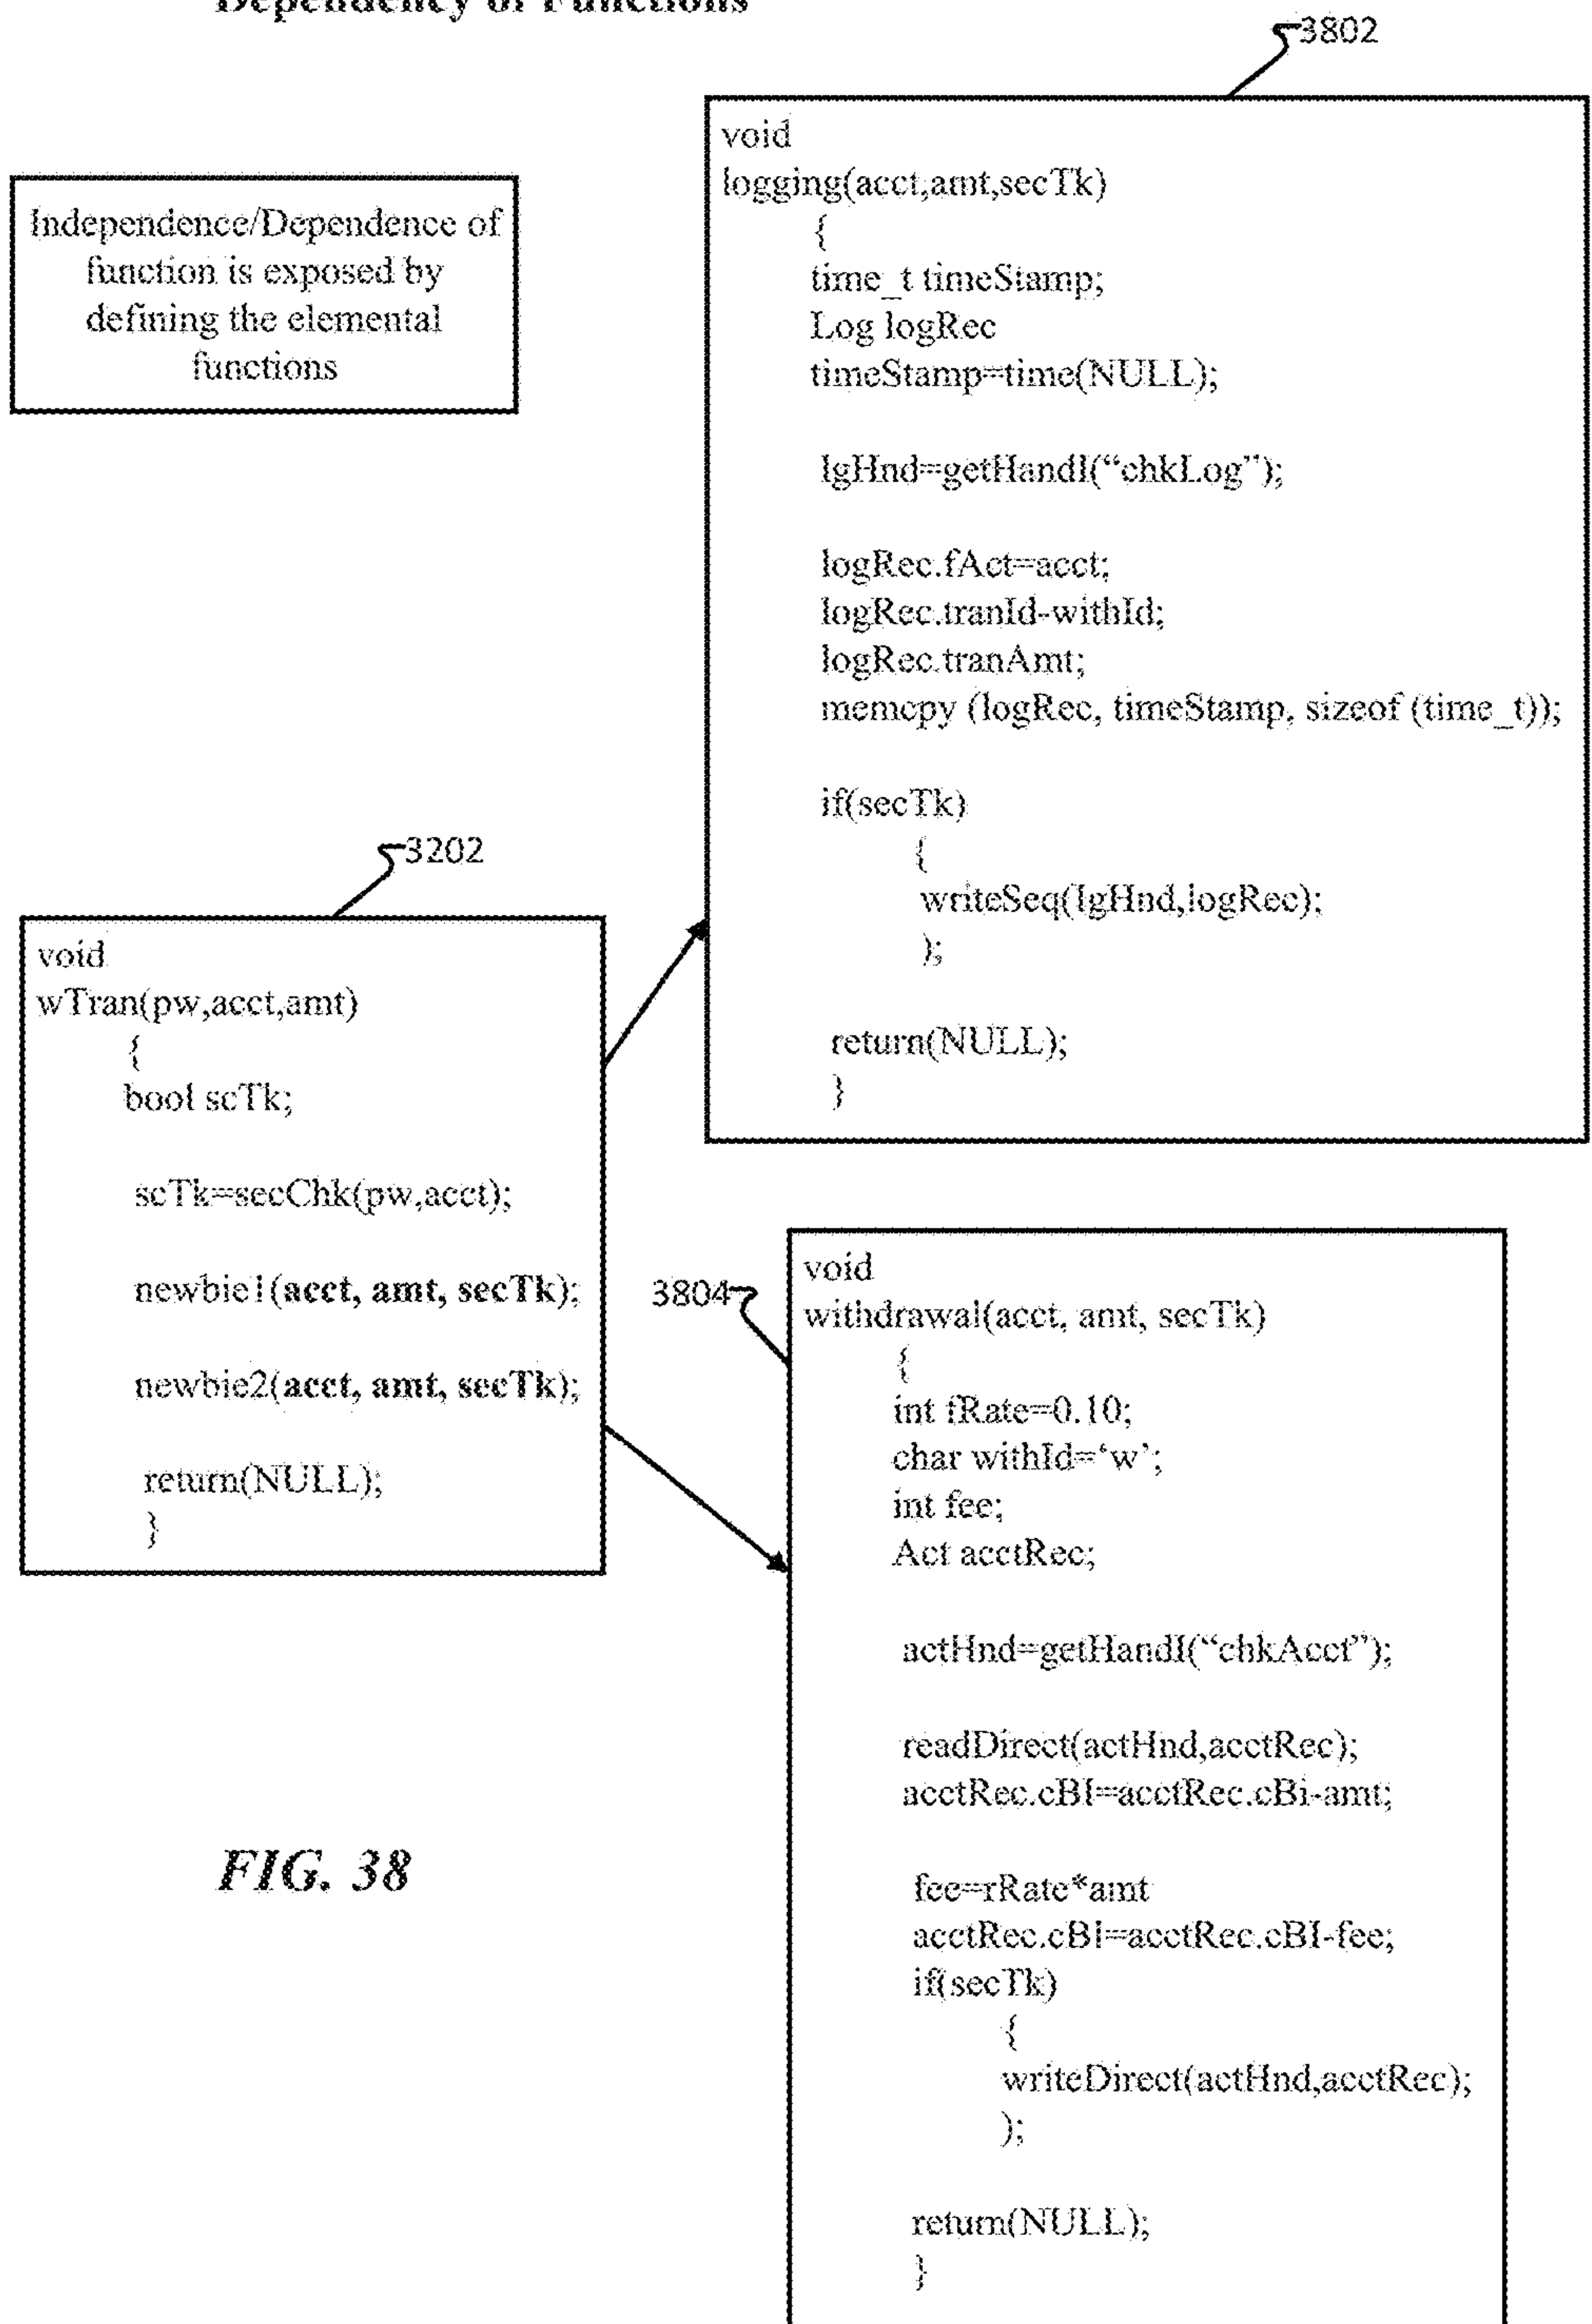 Dependency of Functions
3802
Independence/Dependence of
function is exposed by
defining the elemental
functions
void
logging(acct,amt,secTk)
{
time_t timeStamp;
Log logRec
timeStamp=time(NULL);
lgHnd=getHandl("chkLog");
logRec.fAct=acct;
logRec.tranId-withId;
logRec.tranAmt;
memcpy (logRec, timeStamp, sizeof (time_t));
if(secTk)
{
writeSeq(lgHnd,logRec);
);
return(NULL);
}
3202
void
wTran(pw,acct,amt)
{
bool scTk;
scTk=secChk(pw,acct);
newbie1(acct, amt, secTk);
newbie2(acct, amt, secTk);
return(NULL);
}
3804
void
withdrawal(acct, amt, secTk)
{
int fRate=0.10;
char withId=‘w’;
int fee;
Act acctRec;
actHnd=getHandl(“chkAcct”);
readDirect(actHnd,acctRec);
acctRec.cBl=acctRec.cBi-amt;
fee=rRate*amt
acctRec.cBl=acctRec.cBl-fee;
if(secTk)
{
writeDirect(actHnd,acctRec);
);
return(NULL);
}
FIG. 38